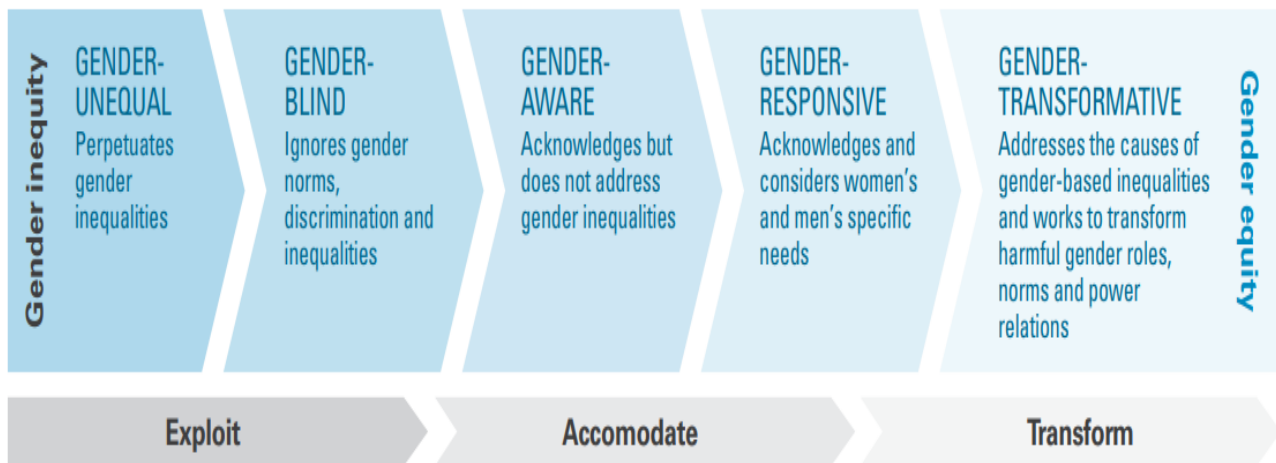 Gender inequity
GENDER-
UNEQUAL
Perpetuates
gender
inequalities
GENDER-
BLIND
Ignores gender
norms,
discrimination and
inequalities
GENDER-
AWARE
Acknowledges but
does not address
gender inequalities
GENDER-
RESPONSIVE
Acknowledges and
considers women's
and men's specific
needs
GENDER-
TRANSFORMATIVE
Addresses the causes of
gender-based inequalities
and works to transform
harmful gender roles,
norms and power
relations
Gender equity
Exploit
Accomodate
Transform